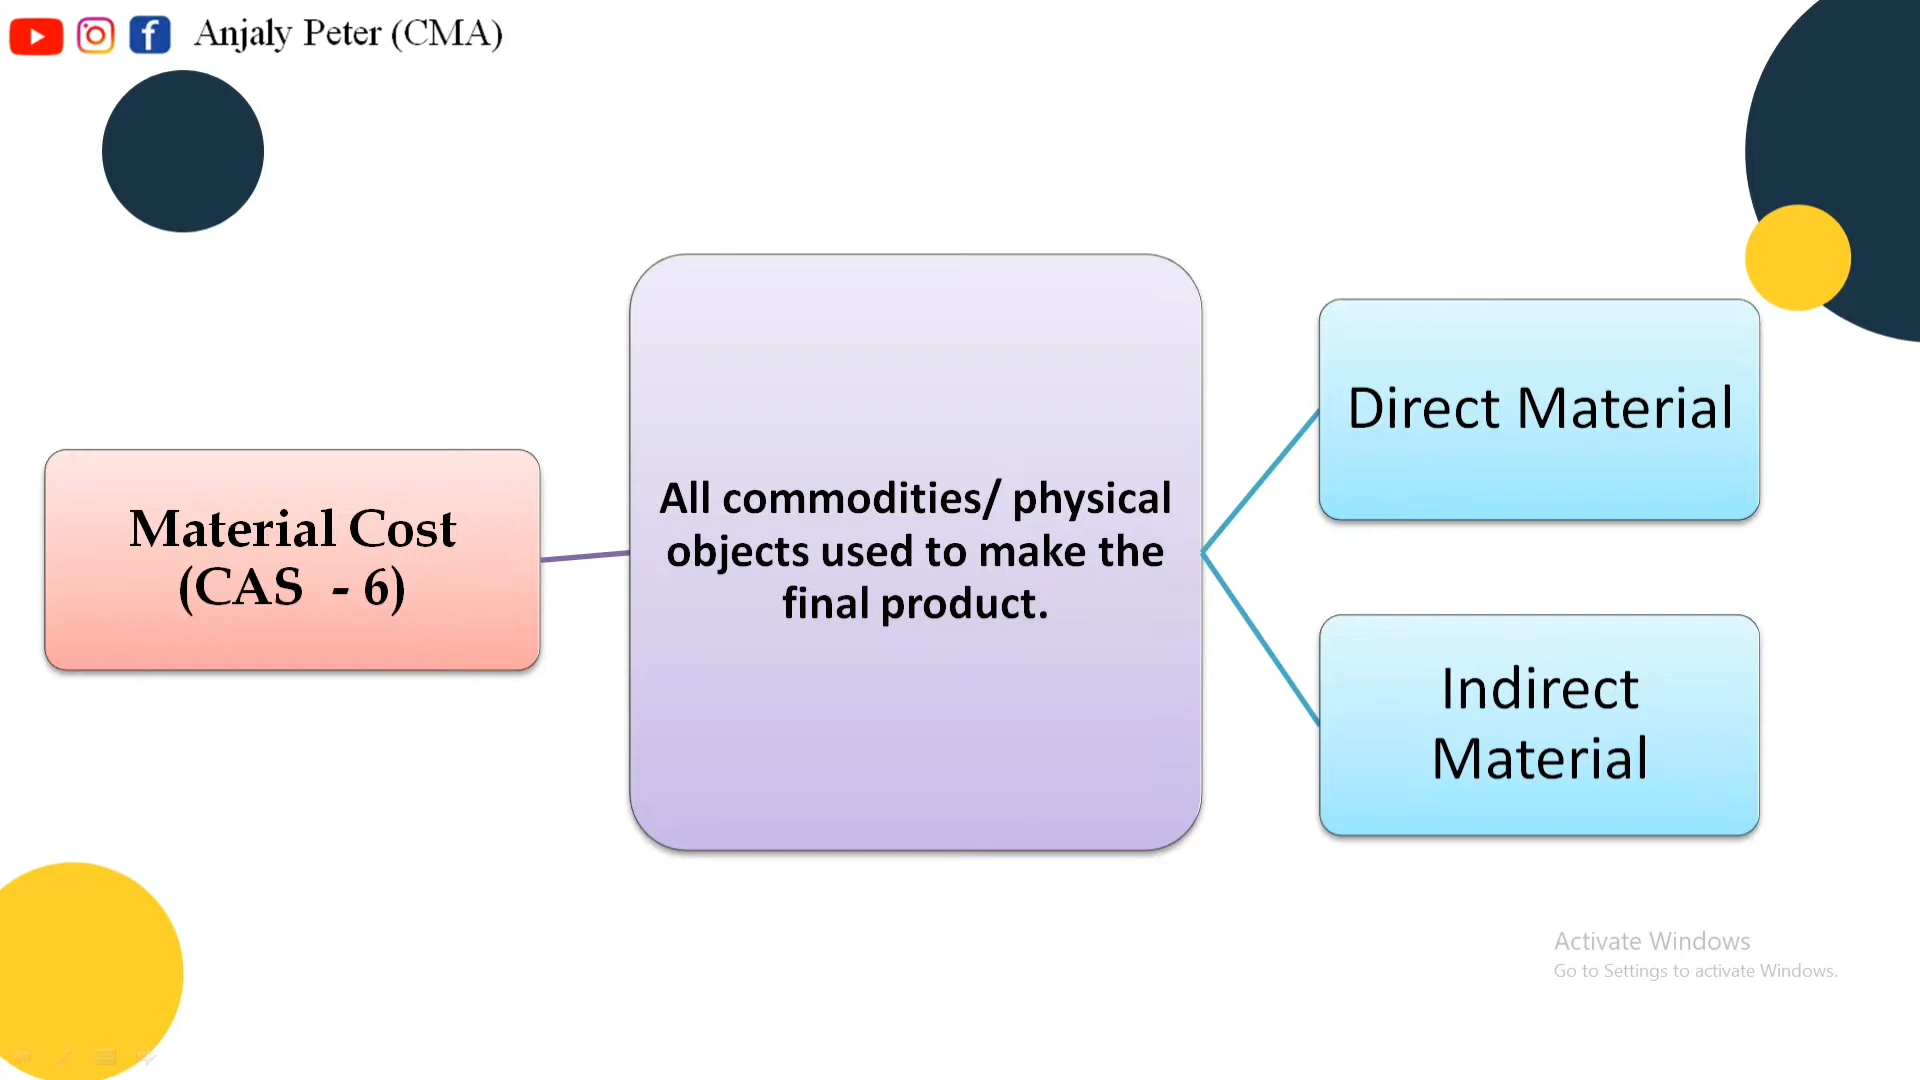 Anjaly Peter (CMA)
Material Cost
(CAS - 6)
All commodities/ physical
objects used to make the
final product.
Direct Material
Indirect
Material
Activate Windows
Go to Settings to activate Windows.